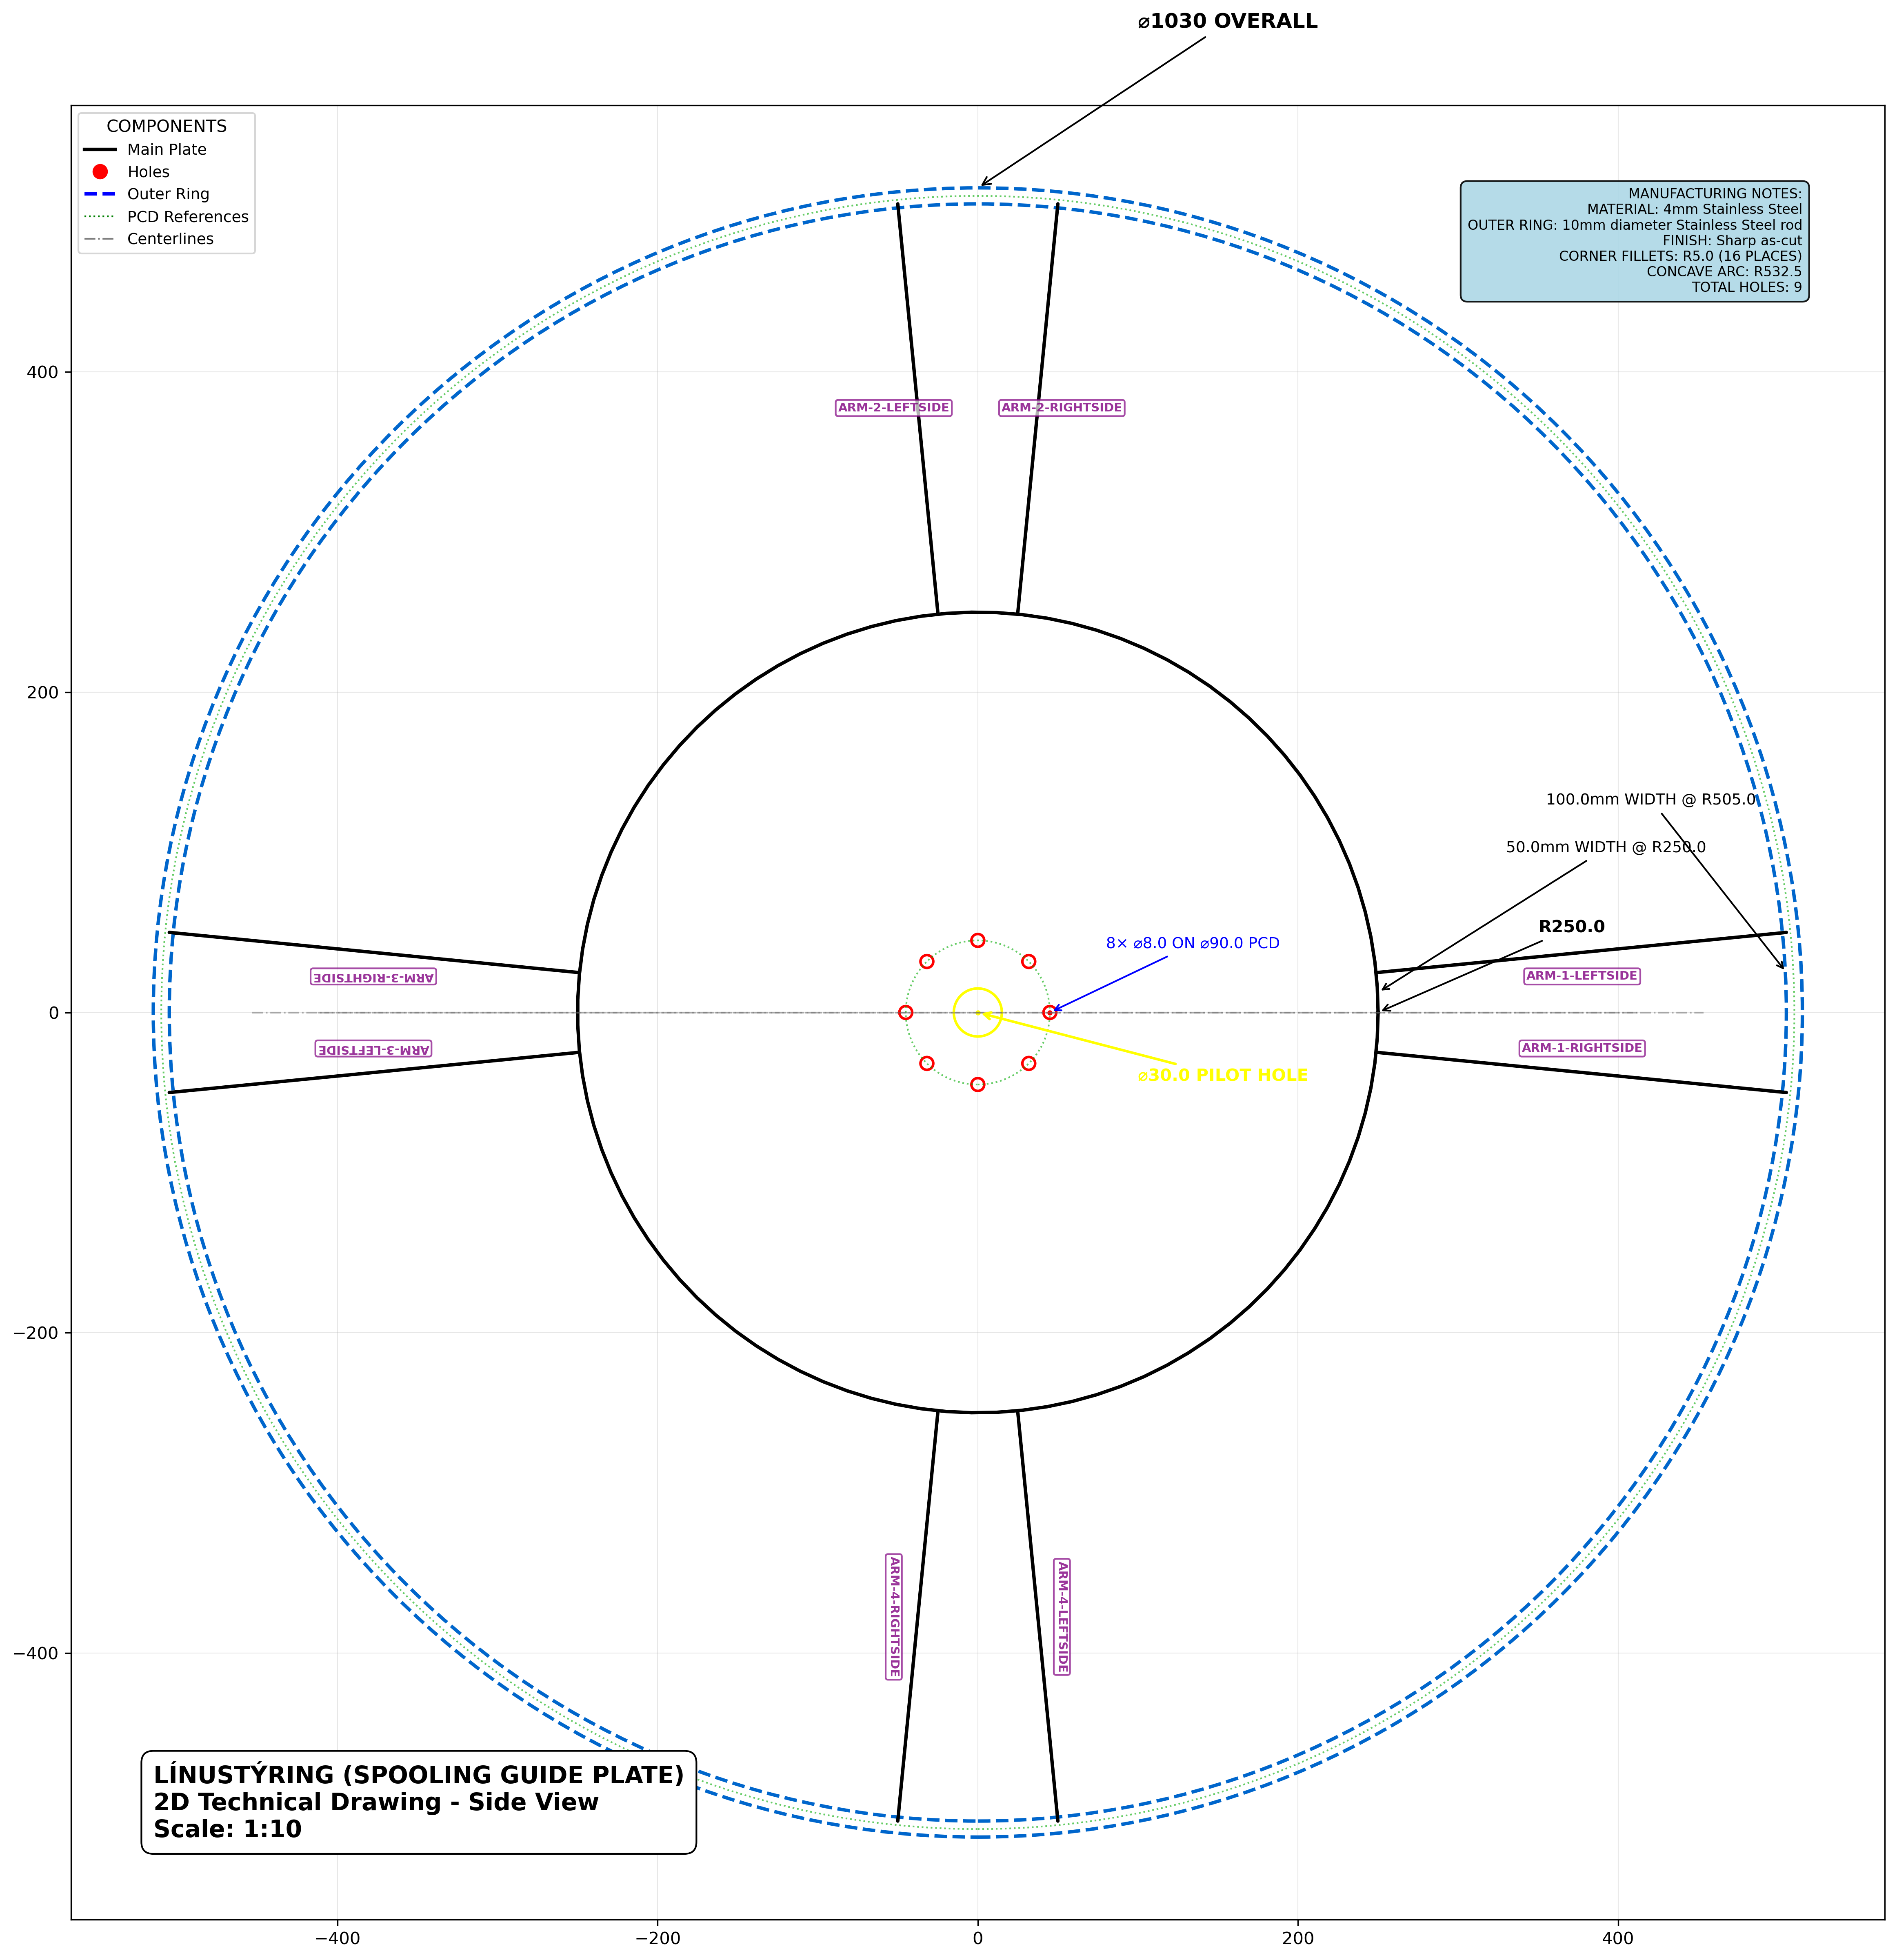 ⌀1030 OVERALL
COMPONENTS
Main Plate
Holes
Outer Ring
PCD References
Centerlines
MANUFACTURING NOTES:
MATERIAL: 4mm Stainless Steel
OUTER RING: 10mm diameter Stainless Steel rod
FINISH: Sharp as-cut
CORNER FILLETS: R5.0 (16 PLACES)
CONCAVE ARC: R532.5
TOTAL HOLES: 9
400
ARM-2-LEFTSIDE
ARM-2-RIGHTSIDE
200
100.0mm WIDTH @ R505.0
50.0mm WIDTH @ R250.0
R250.0
8× ⌀8.0 ON ⌀90.0 PCD
ARM-3-RIGHTSIDE
ARM-1-LEFTSIDE
0
ARM-3-LEFTSIDE
ARM-1-RIGHTSIDE
⌀30.0 PILOT HOLE
−200
ARM-4-RIGHTSIDE
ARM-4-LEFTSIDE
−400
LÍNUSTÝRING (SPOOLING GUIDE PLATE)
2D Technical Drawing - Side View
Scale: 1:10
−400
−200
0
200
400